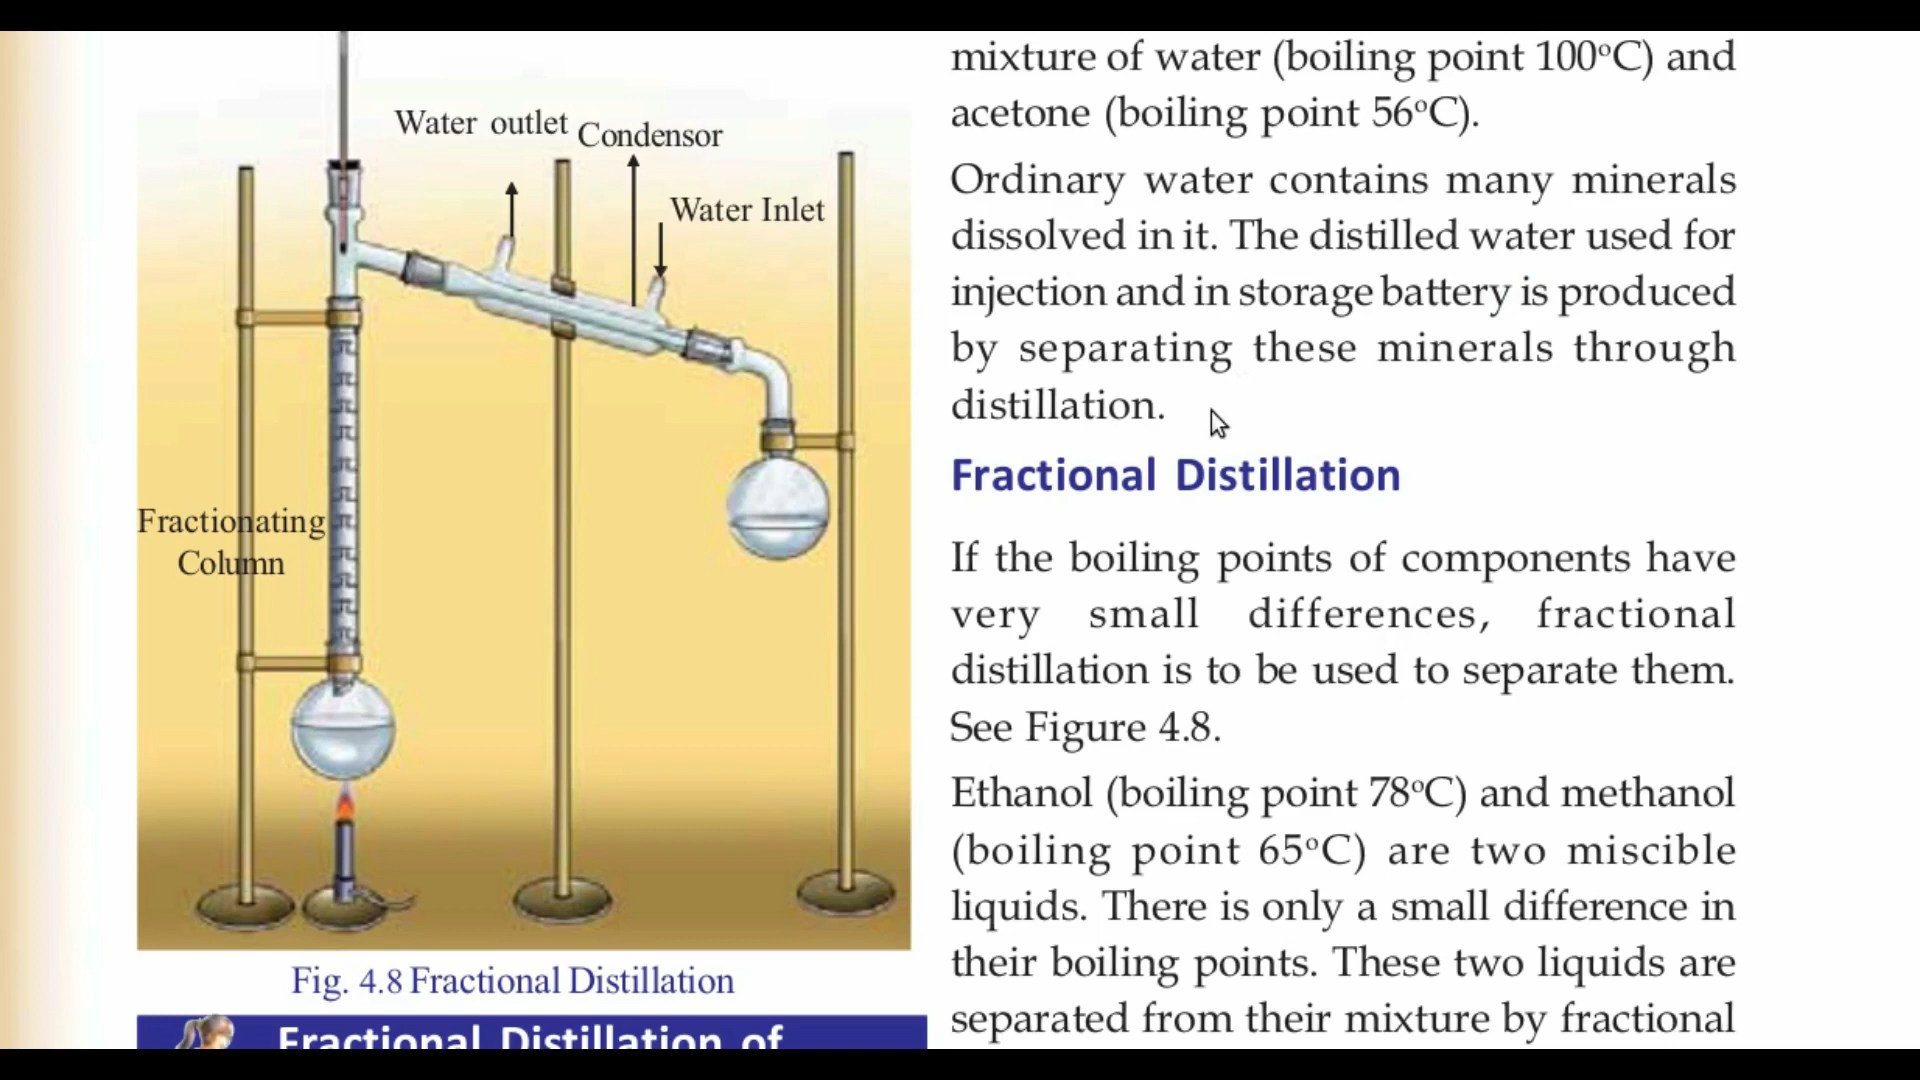 Water outlet
Condensor
Water Inlet
Fractionating
Column
Fig. 4.8 Fractional Distillation
Fractional Distillation of
mixture of water (boiling point 100°C) and
acetone (boiling point 56°C).
Ordinary water contains many minerals
dissolved in it. The distilled water used for
injection and in storage battery is produced
by separating these minerals through
distillation.
Fractional Distillation
If the boiling points of components have
very small differences, fractional
distillation is to be used to separate them.
See Figure 4.8.
Ethanol (boiling point 78°C) and methanol
(boiling point 65°C) are two miscible
liquids. There is only a small difference in
their boiling points. These two liquids are
separated from their mixture by fractional